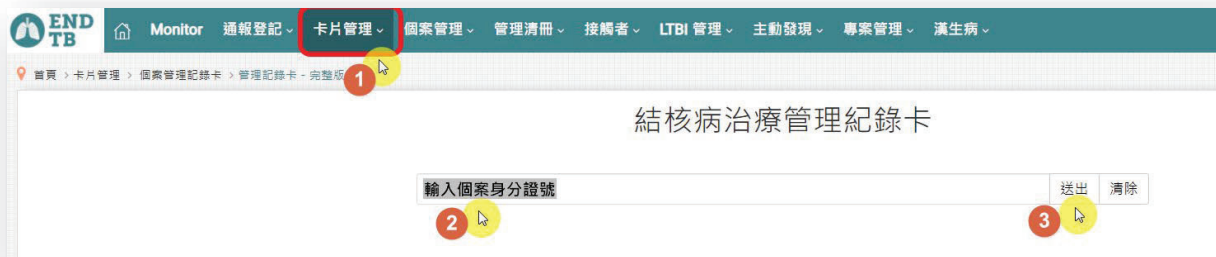 END TB Monitor 通報登記 卡片管理 個案管理 管理清冊 接觸者 LTBI 管理 主動發現 專案管理 漢生病
首頁 > 卡片管理 > 個案管理記錄卡 > 管理記錄卡 - 完整版
1
結核病治療管理紀錄卡
輸入個案身分證號 送出 清除
2 3